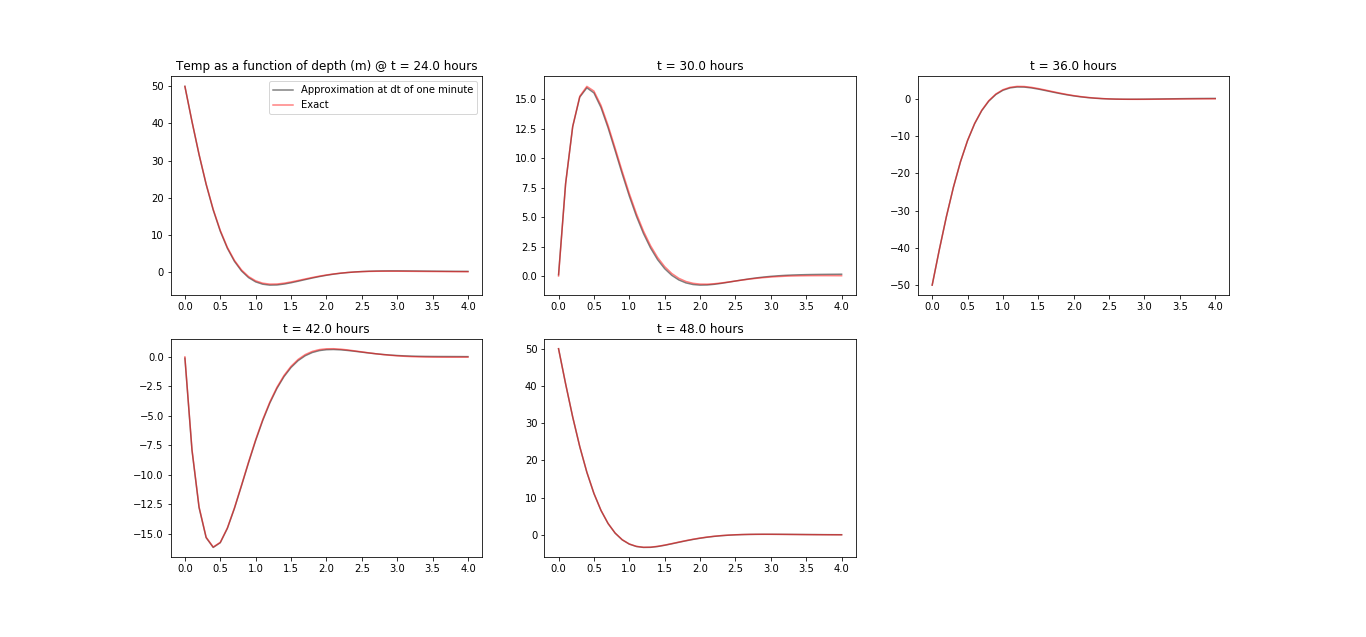 Temp as a function of depth (m) @ t = 24.0 hours
Approximation at dt of one minute
Exact
50
40
30
20
10
0
0.0 0.5 1.0 1.5 2.0 2.5 3.0 3.5 4.0
t = 30.0 hours
15.0
12.5
10.0
7.5
5.0
2.5
0.0
0.0 0.5 1.0 1.5 2.0 2.5 3.0 3.5 4.0
t = 36.0 hours
0
−10
−20
−30
−40
−50
0.0 0.5 1.0 1.5 2.0 2.5 3.0 3.5 4.0
t = 42.0 hours
0.0
−2.5
−5.0
−7.5
−10.0
−12.5
−15.0
0.0 0.5 1.0 1.5 2.0 2.5 3.0 3.5 4.0
t = 48.0 hours
50
40
30
20
10
0
0.0 0.5 1.0 1.5 2.0 2.5 3.0 3.5 4.0